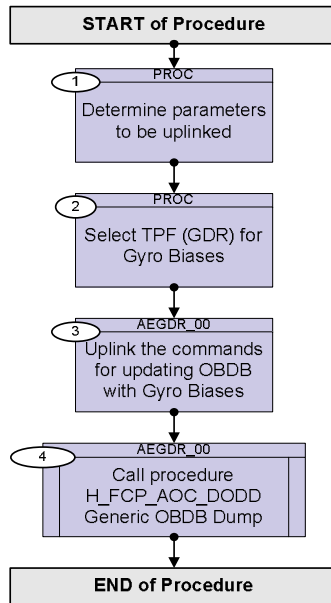 START of Procedure
PROC
1
Determine parameters
to be uplinked
PROC
2
Select TPF (GDR) for
Gyro Biases
AEGDR_00
3
Uplink the commands
for updating OBDB
with Gyro Biases
AEGDR_00
4
Call procedure
H_FCP_AOC_DODD
Generic OBDB Dump
END of Procedure